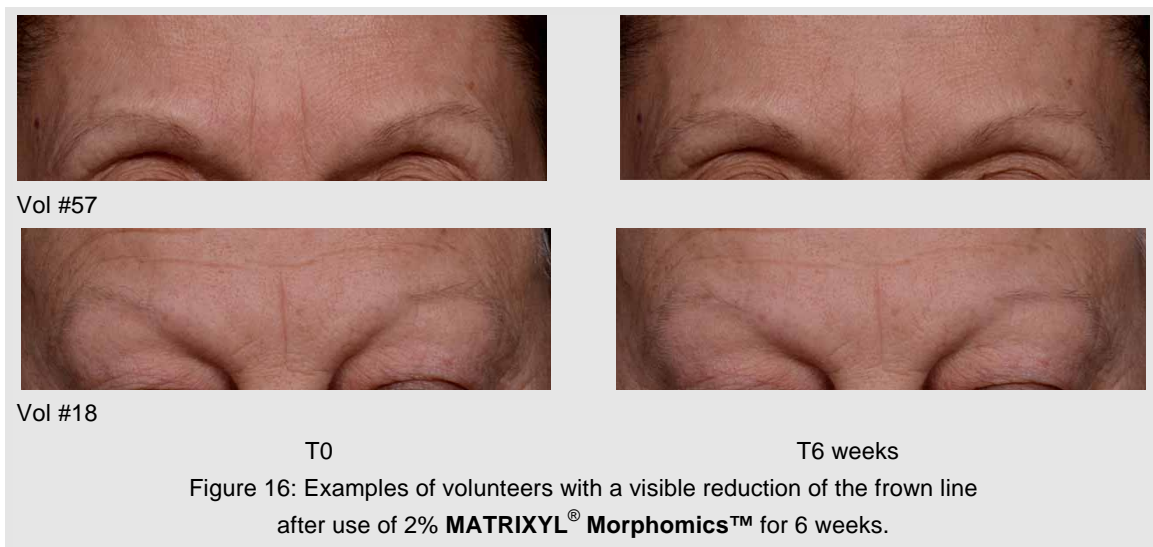 Vol #57
Vol #18
T0 T6 weeks
Figure 16: Examples of volunteers with a visible reduction of the frown line
after use of 2% MATRIXYL® Morphomics™ for 6 weeks.